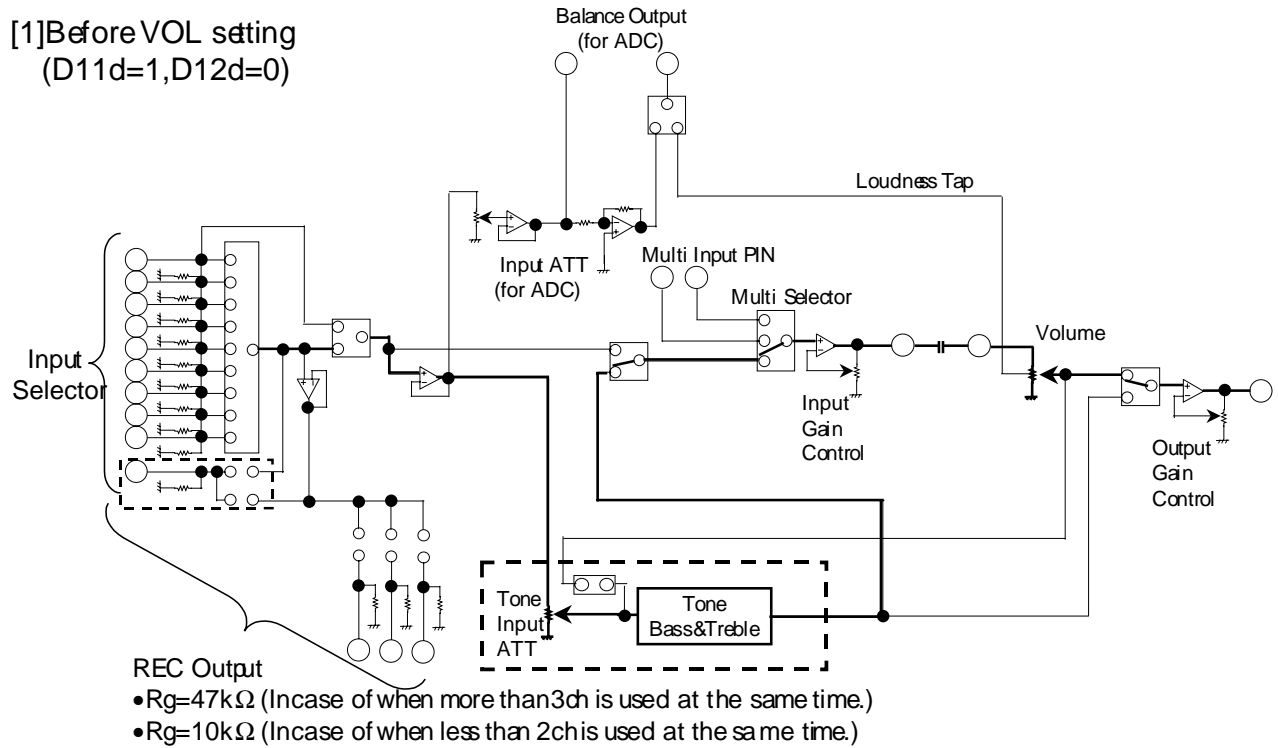 [1]Before VOL setting
(D11d=1,D12d=0)
Balance Output
(for ADC)
Loudness Tap
Input ATT
(for ADC)
Multi Input PIN
Multi Selector
Volume
Input
Selector
Input
Gain
Control
Output
Gain
Control
Tone
Input
ATT
Tone
Bass&Treble
REC Output
•Rg=47kΩ (Incase of when more than3ch is used at the same time.)
•Rg=10kΩ (Incase of when less than 2ch is used at the same time.)